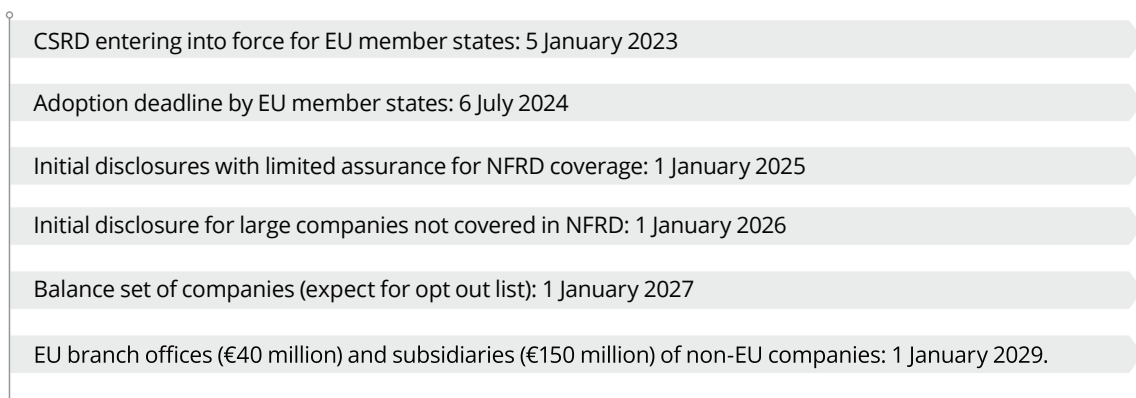 CSRD entering into force for EU member states: 5 January 2023
Adoption deadline by EU member states: 6 July 2024
Initial disclosures with limited assurance for NFRD coverage: 1 January 2025
Initial disclosure for large companies not covered in NFRD: 1 January 2026
Balance set of companies (expect for opt out list): 1 January 2027
EU branch offices (€40 million) and subsidiaries (€150 million) of non-EU companies: 1 January 2029.